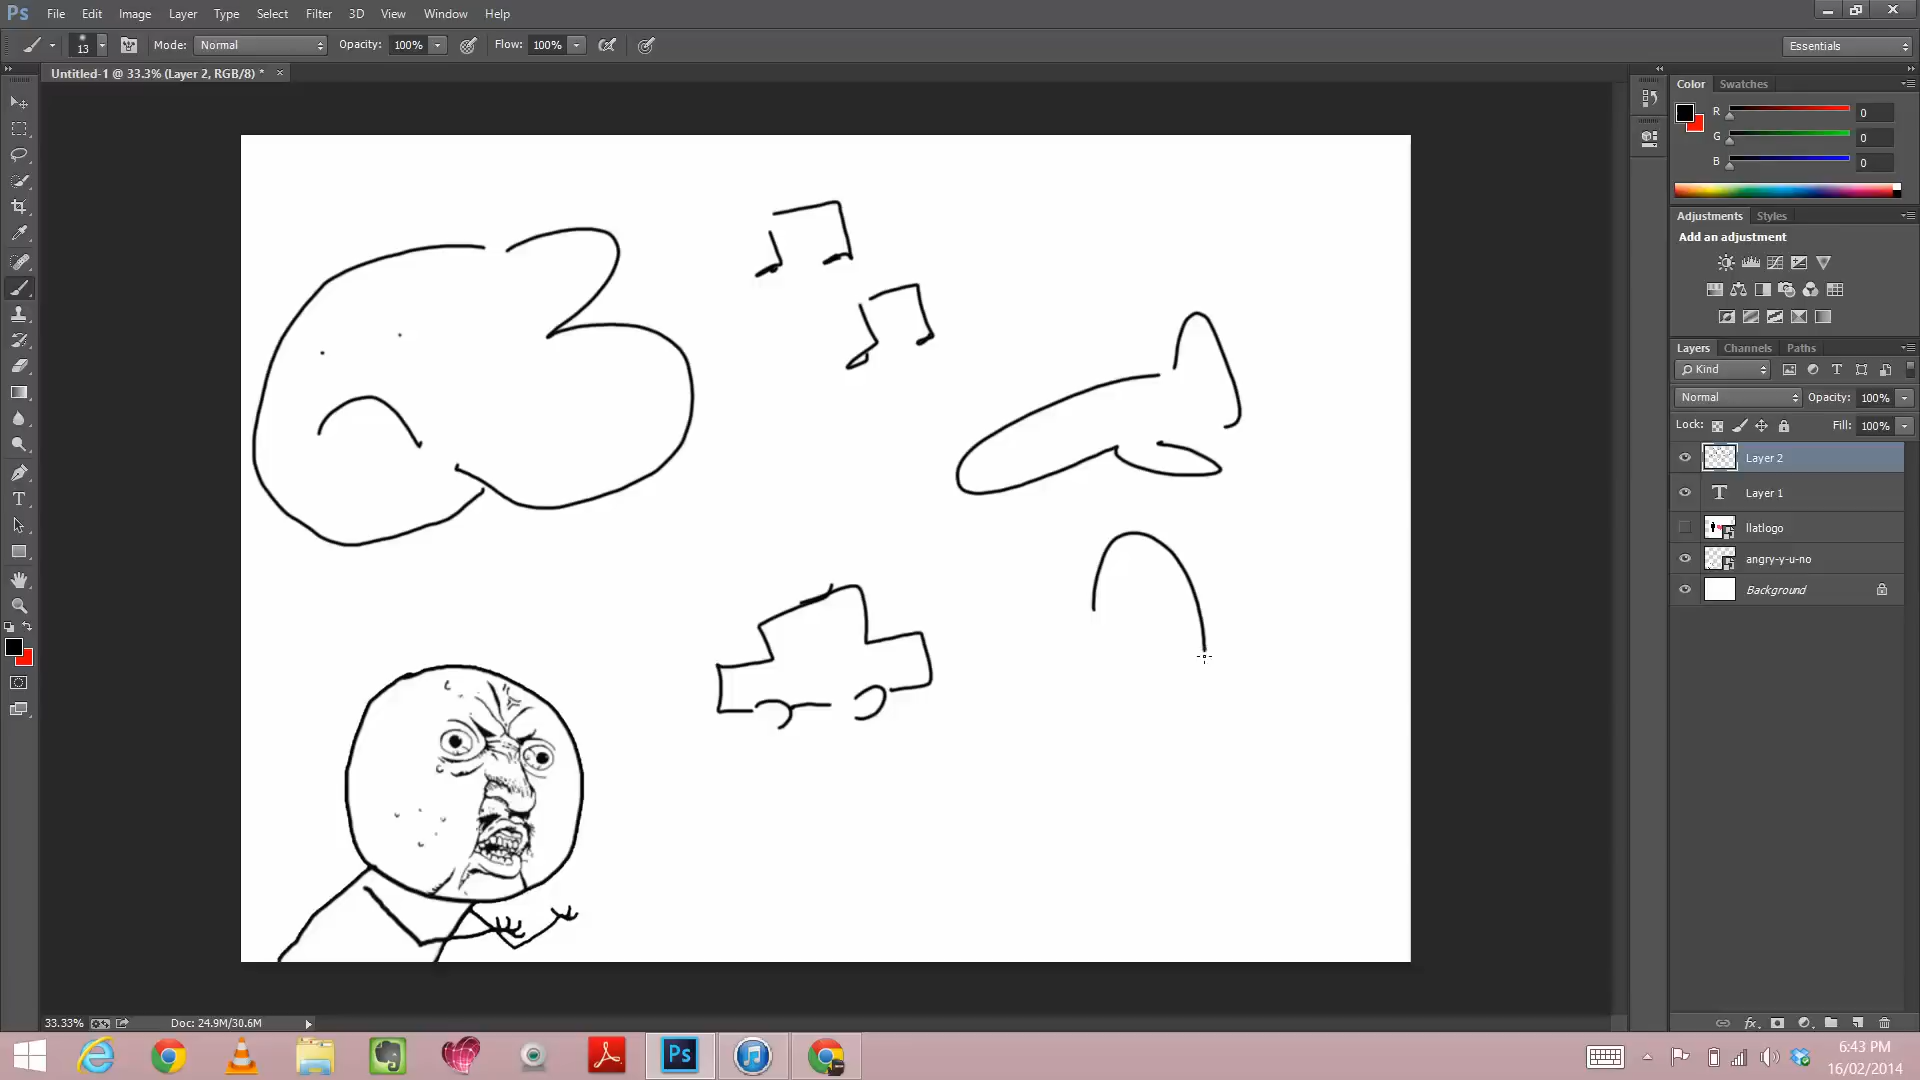 Ps File Edit Image Layer Type Select Filter 3D View Window Help
13 Mode: Normal Opacity: 100% Flow: 100% Essentials
Untitled-1 @ 33.3% (Layer 2, RGB/8) * ×
Color Swatches
R 0
G 0
B 0
Adjustments Styles
Add an adjustment
Layers Channels Paths
Kind
Normal Opacity: 100%
Lock: Fill: 100%
Layer 2
Layer 1
llatlogo
angry-y-u-no
Background
33.33% Doc: 24.9M/30.6M
Ps
6:43 PM
16/02/2014